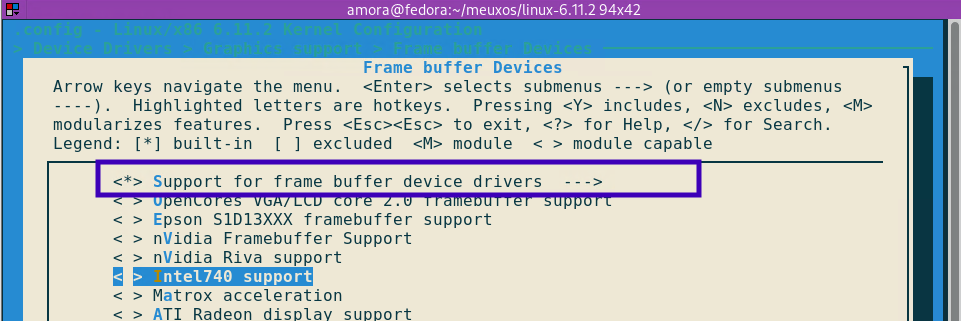 amora@fedora:~/meuxos/linux-6.11.2 94x42
.config - Linux/x86 6.11.2 Kernel Configuration
> Device Drivers > Graphics support > Frame buffer Devices
Frame buffer Devices
Arrow keys navigate the menu.  <Enter> selects submenus ---> (or empty submenus
----).  Highlighted letters are hotkeys.  Pressing <Y> includes, <N> excludes, <M>
modularizes features.  Press <Esc><Esc> to exit, <?> for Help, </> for Search.
Legend: [*] built-in  [ ] excluded  <M> module  < > module capable
<*> Support for frame buffer device drivers  --->
< > OpenCores VGA/LCD core 2.0 framebuffer support
< > Epson S1D13XXX framebuffer support
< > nVidia Framebuffer Support
< > nVidia Riva support
< > Intel740 support
< > Matrox acceleration
< > ATI Radeon display support